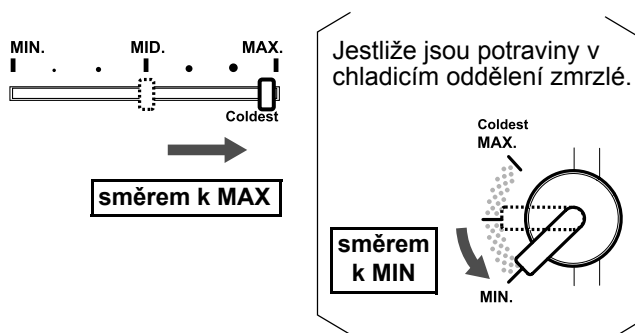 MIN. MID. MAX.
Coldest
směrem k MAX
Jestliže jsou potraviny v
chladicím oddělení zmrzlé.
Coldest
MAX.
směrem
k MIN
MIN.